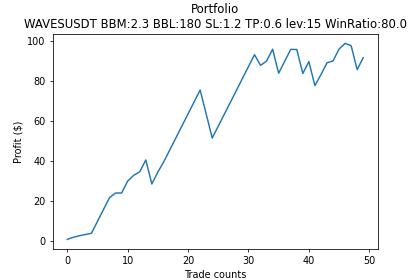 Portfolio
WAVESUSDT BBM:2.3 BBL:180 SL:1.2 TP:0.6 lev:15 WinRatio:80.0
100
80
60
40
20
0
Profit ($)
0 10 20 30 40 50
Trade counts